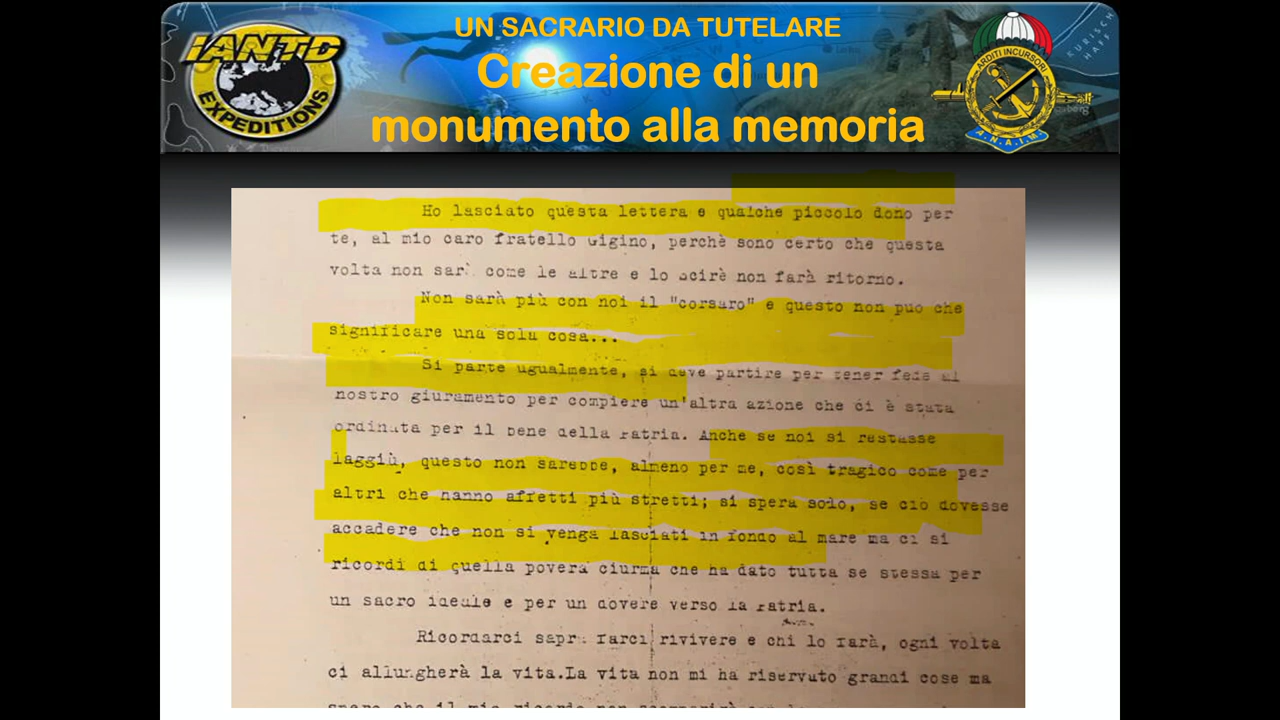 UN SACRARIO DA TUTELARE
Creazione di un
monumento alla memoria
IANTD
EXPEDITIONS
ARDITI INCURSORI
A.N.A.I.M.
KURISCH
HAFF
Ho lasciato questa lettera e qualche piccolo dono per
te, al mio caro fratello Gigino, perchè sono certo che questa
volta non sarà come le altre e lo Scirè non farà ritorno.
Non sarà più con noi il "corsaro" e questo non puo che
significare una sola cosa...
Si parte ugualmente, si deve partire per tener fede al
nostro giuramento per compiere un'altra azione che ci è stata
ordinata per il bene della Patria. Anche se noi si restasse
laggiù, questo non sarebbe, almeno per me, così tragico come per
altri che hanno affetti più stretti; si spera solo, se ciò dovesse
accadere che non si venga lasciati in fondo al mare ma ci si
ricordi di quella povera ciurma che ha dato tutta se stessa per
un sacro ideale e per un dovere verso la Patria.
Ricordarci saprà farci rivivere e chi lo farà, ogni volta
ci allungherà la vita.La vita non mi ha riservato grandi cose ma
che il mio ricordo non